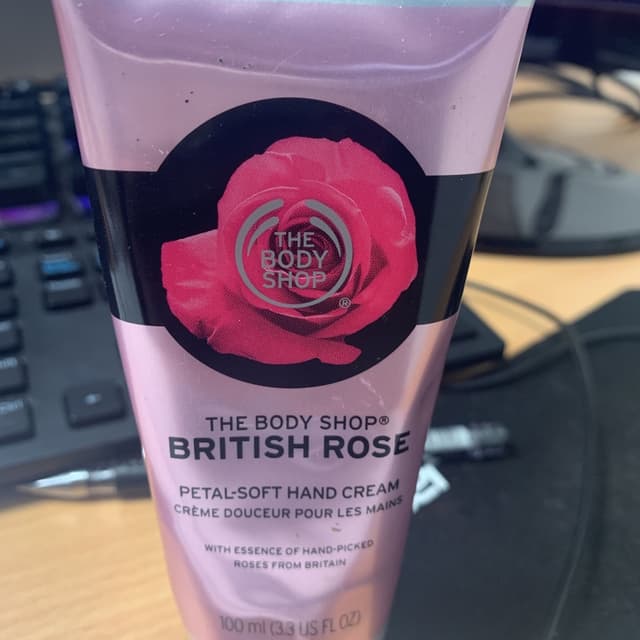 THE
BODY
SHOP
®
THE BODY SHOP®
BRITISH ROSE
PETAL-SOFT HAND CREAM
CRÈME DOUCEUR POUR LES MAINS
WITH ESSENCE OF HAND-PICKED
ROSES FROM BRITAIN
100 ml (3.3 US FL OZ)